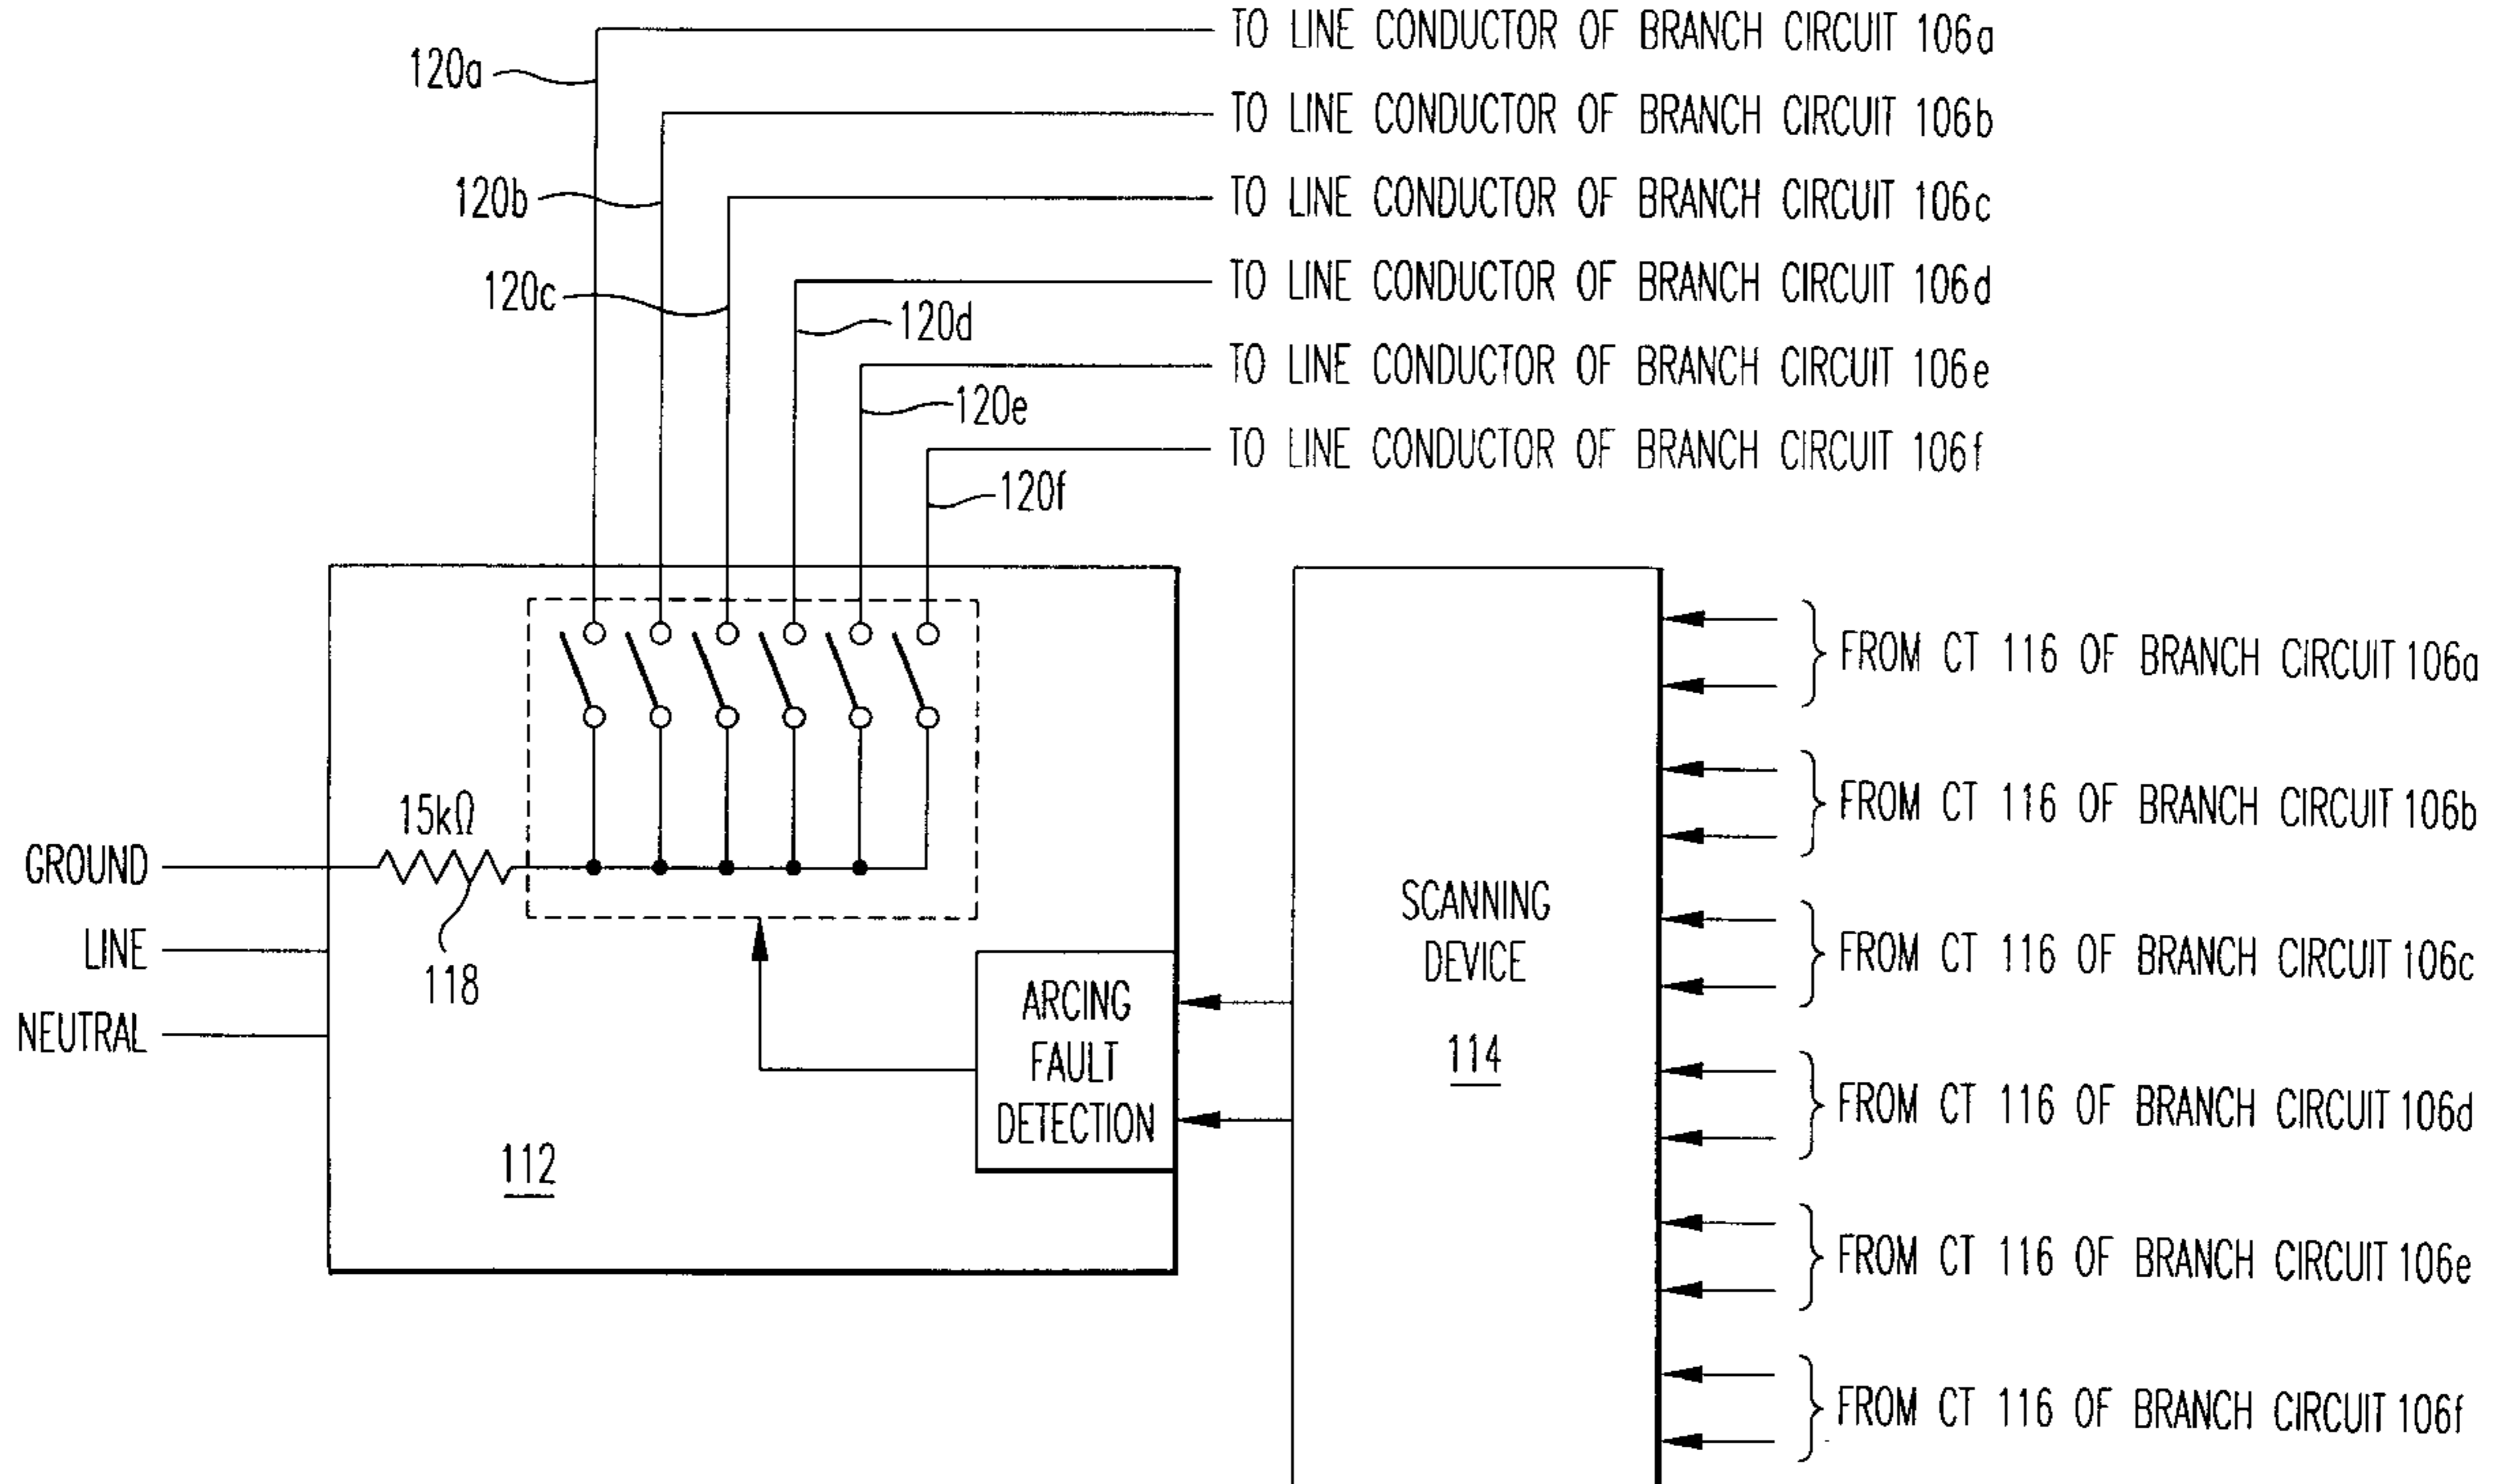 TO LINE CONDUCTOR OF BRANCH CIRCUIT 106a
120a
TO LINE CONDUCTOR OF BRANCH CIRCUIT 106b
120b
TO LINE CONDUCTOR OF BRANCH CIRCUIT 106c
120c
TO LINE CONDUCTOR OF BRANCH CIRCUIT 106d
120d
TO LINE CONDUCTOR OF BRANCH CIRCUIT 106e
120e
TO LINE CONDUCTOR OF BRANCH CIRCUIT 106f
120f
15kΩ
GROUND
LINE
118
NEUTRAL
112
ARCING
FAULT
DETECTION
SCANNING
DEVICE
114
FROM CT 116 OF BRANCH CIRCUIT 106a
FROM CT 116 OF BRANCH CIRCUIT 106b
FROM CT 116 OF BRANCH CIRCUIT 106c
FROM CT 116 OF BRANCH CIRCUIT 106d
FROM CT 116 OF BRANCH CIRCUIT 106e
FROM CT 116 OF BRANCH CIRCUIT 106f